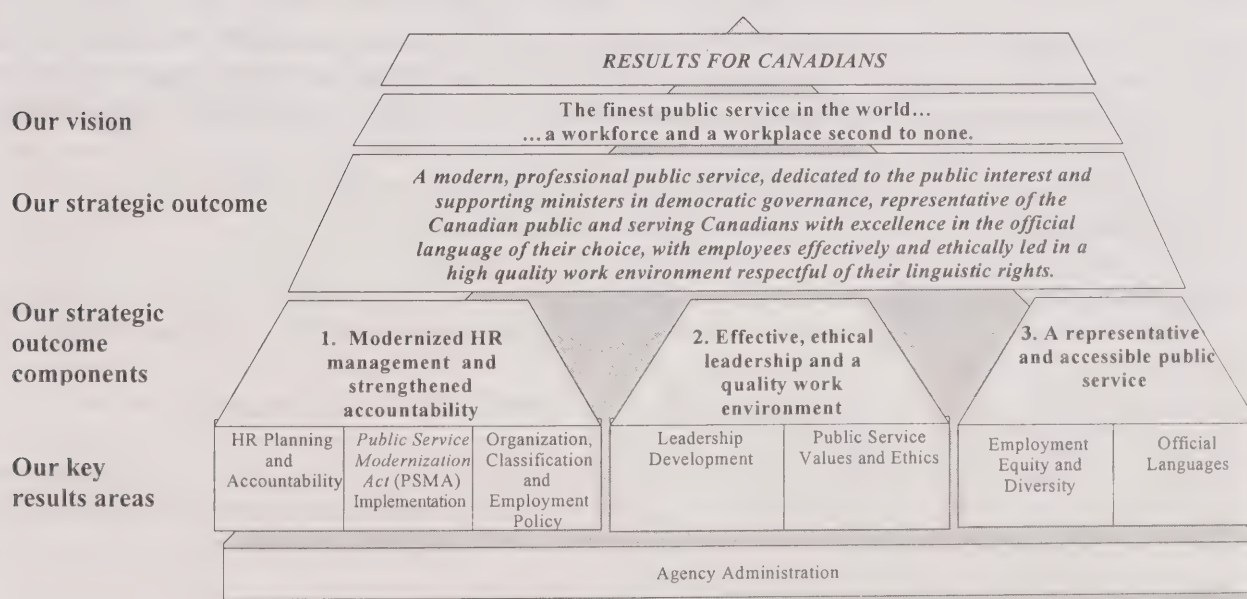 RESULTS FOR CANADIANS
Our vision
The finest public service in the world…
…a workforce and a workplace second to none.
Our strategic outcome
A modern, professional public service, dedicated to the public interest and
supporting ministers in democratic governance, representative of the
Canadian public and serving Canadians with excellence in the official
language of their choice, with employees effectively and ethically led in a
high quality work environment respectful of their linguistic rights.
Our strategic
outcome
components
1. Modernized HR
management and
strengthened
accountability
2. Effective, ethical
leadership and a
quality work
environment
3. A representative
and accessible public
service
Our key
results areas
HR Planning
and
Accountability
Public Service
Modernization
Act (PSMA)
Implementation
Organization,
Classification
and
Employment
Policy
Leadership
Development
Public Service
Values and Ethics
Employment
Equity and
Diversity
Official
Languages
Agency Administration